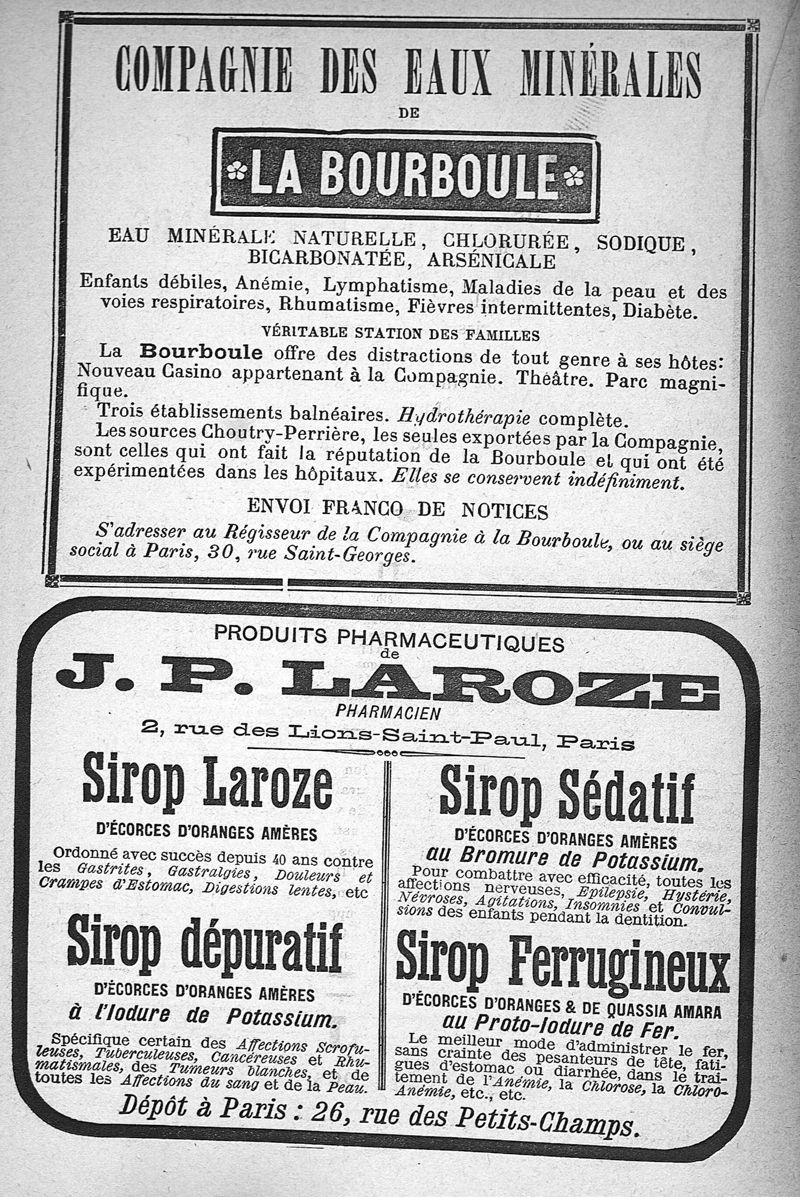 COMPAGNIE DES EAUX MINÉRALES
DE
LA BOURBOULE
EAU MINÉRALE NATURELLE, CHLORURÉE, SODIQUE,
BICARBONATÉE, ARSÉNICALE
Enfants débiles, Anémie, Lymphatisme, Maladies de la peau et des
voies respiratoires, Rhumatisme, Fièvres intermittentes, Diabète.
VÉRITABLE STATION DES FAMILLES
La Bourboule offre des distractions de tout genre à ses hôtes:
Nouveau Casino appartenant à la Compagnie. Théâtre. Parc magni-
fique.
Trois établissements balnéaires. Hydrothérapie complète.
Les sources Choutry-Perrière, les seules exportées par la Compagnie,
sont celles qui ont fait la réputation de la Bourboule et qui ont été
expérimentées dans les hôpitaux. Elles se conservent indéfiniment.
ENVOI FRANCO DE NOTICES
S'adresser au Régisseur de la Compagnie à la Bourboule, ou au siège
social à Paris, 30, rue Saint-Georges.
PRODUITS PHARMACEUTIQUES
de
J. P. LAROZE
PHARMACIEN
2, rue des Lions-Saint-Paul, Paris
Sirop Laroze
D'ÉCORCES D'ORANGES AMÈRES
Ordonné avec succès depuis 40 ans contre
les Gastrites, Gastralgies, Douleurs et
Crampes d'Estomac, Digestions lentes, etc
Sirop dépuratif
D'ÉCORCES D'ORANGES AMÈRES
à l'Iodure de Potassium.
Spécifique certain des Affections Scrofu-
leuses, Tuberculeuses, Cancéreuses et Rhu-
matismales, des Tumeurs blanches, et de
toutes les Affections du sang et de la Peau.
Sirop Sédatif
D'ÉCORCES D'ORANGES AMÈRES
au Bromure de Potassium.
Pour combattre avec efficacité, toutes les
affections nerveuses, Epilepsie, Hystérie,
Névroses, Agitations, Insomnies et Convul-
sions des enfants pendant la dentition.
Sirop Ferrugineux
D'ÉCORCES D'ORANGES & DE QUASSIA AMARA
au Proto-Iodure de Fer.
Le meilleur mode d'administrer le fer,
sans crainte des pesanteurs de tête, fati-
gues d'estomac ou diarrhée, dans le trai-
tement de l'Anémie, la Chlorose, la Chloro-
Anémie, etc., etc.
Dépôt à Paris : 26, rue des Petits-Champs.